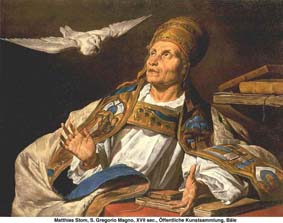 Matthias Stom, S. Gregorio Magno, XVII sec., Öffentliche Kunstsammlung, Bâle